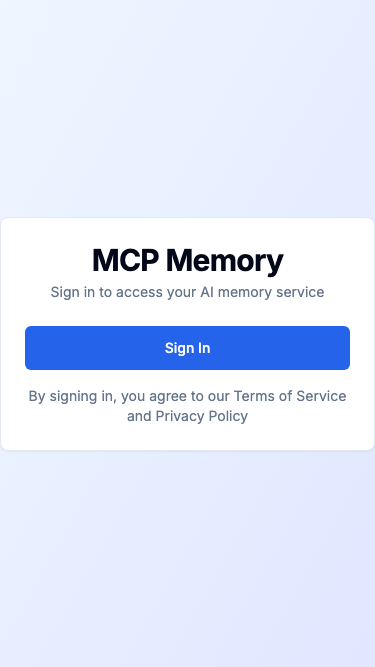 MCP Memory
Sign in to access your AI memory service
Sign In
By signing in, you agree to our Terms of Service
and Privacy Policy